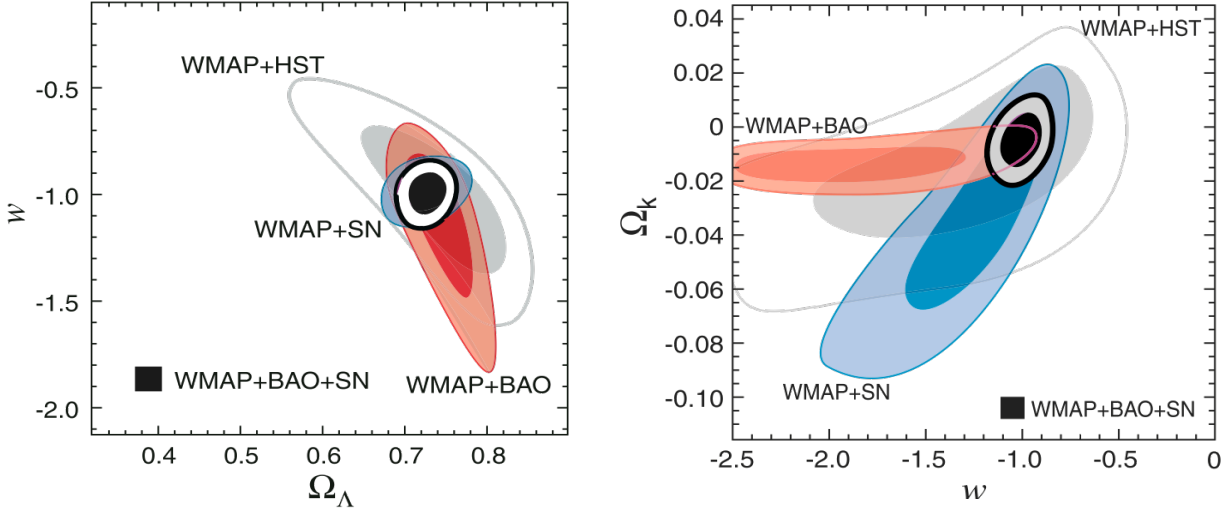 WMAP+HST
WMAP+SN
WMAP+BAO
WMAP+BAO+SN
w
-0.5
-1.0
-1.5
-2.0
0.4 0.5 0.6 0.7 0.8
Ω_Λ
WMAP+HST
WMAP+BAO
WMAP+SN
WMAP+BAO+SN
Ω_k
0.04
0.02
0
-0.02
-0.04
-0.06
-0.08
-0.10
-2.5 -2.0 -1.5 -1.0 -0.5 0
w